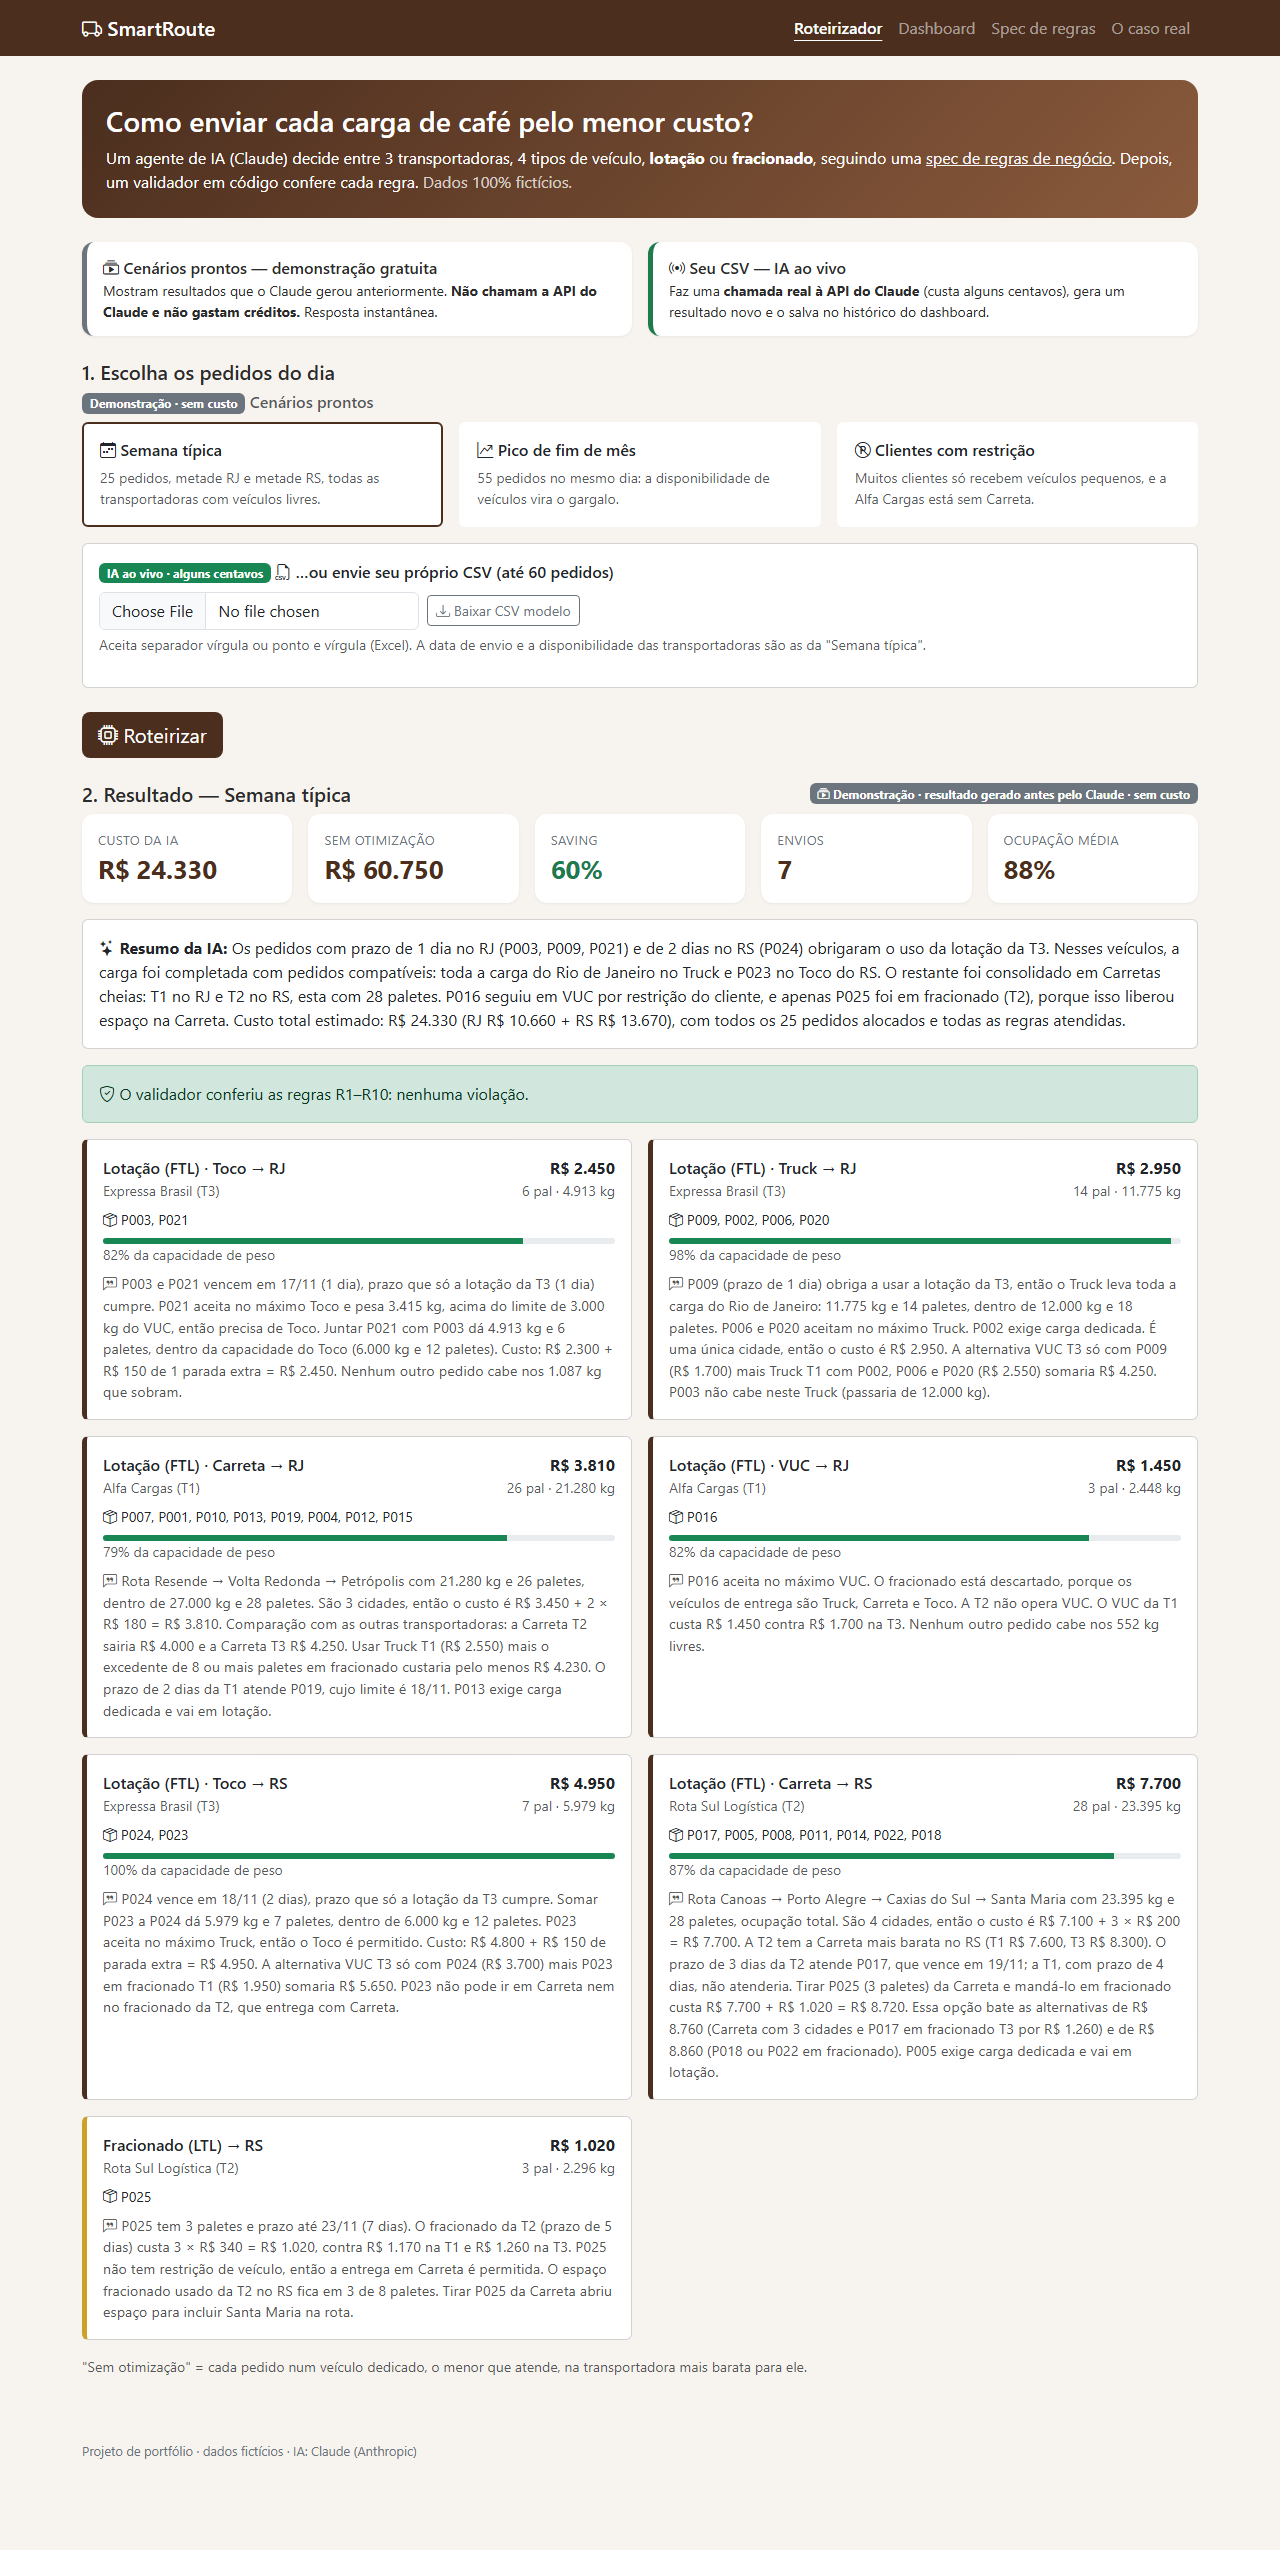 SmartRoute
Roteirizador Dashboard Spec de regras O caso real
Como enviar cada carga de café pelo menor custo?
Um agente de IA (Claude) decide entre 3 transportadoras, 4 tipos de veículo, lotação ou fracionado, seguindo uma spec de regras de negócio. Depois,
um validador em código confere cada regra. Dados 100% fictícios.
Cenários prontos — demonstração gratuita
Mostram resultados que o Claude gerou anteriormente. Não chamam a API do
Claude e não gastam créditos. Resposta instantânea.
Seu CSV — IA ao vivo
Faz uma chamada real à API do Claude (custa alguns centavos), gera um
resultado novo e o salva no histórico do dashboard.
1. Escolha os pedidos do dia
Demonstração · sem custo Cenários prontos
Semana típica
25 pedidos, metade RJ e metade RS, todas as
transportadoras com veículos livres.
Pico de fim de mês
55 pedidos no mesmo dia: a disponibilidade de
veículos vira o gargalo.
Clientes com restrição
Muitos clientes só recebem veículos pequenos, e a
Alfa Cargas está sem Carreta.
IA ao vivo · alguns centavos ...ou envie seu próprio CSV (até 60 pedidos)
Choose File No file chosen Baixar CSV modelo
Aceita separador vírgula ou ponto e vírgula (Excel). A data de envio e a disponibilidade das transportadoras são as da "Semana típica".
Roteirizar
2. Resultado — Semana típica
Demonstração · resultado gerado antes pelo Claude · sem custo
CUSTO DA IA
R$ 24.330
SEM OTIMIZAÇÃO
R$ 60.750
SAVING
60%
ENVIOS
7
OCUPAÇÃO MÉDIA
88%
Resumo da IA: Os pedidos com prazo de 1 dia no RJ (P003, P009, P021) e de 2 dias no RS (P024) obrigaram o uso da lotação da T3. Nesses veículos, a
carga foi completada com pedidos compatíveis: toda a carga do Rio de Janeiro no Truck e P023 no Toco do RS. O restante foi consolidado em Carretas
cheias: T1 no RJ e T2 no RS, esta com 28 paletes. P016 seguiu em VUC por restrição do cliente, e apenas P025 foi em fracionado (T2), porque isso liberou
espaço na Carreta. Custo total estimado: R$ 24.330 (RJ R$ 10.660 + RS R$ 13.670), com todos os 25 pedidos alocados e todas as regras atendidas.
O validador conferiu as regras R1–R10: nenhuma violação.
Lotação (FTL) · Toco → RJ R$ 2.450
Expressa Brasil (T3) 6 pal · 4.913 kg
P003, P021
82% da capacidade de peso
P003 e P021 vencem em 17/11 (1 dia), prazo que só a lotação da T3 (1 dia)
cumpre. P021 aceita no máximo Toco e pesa 3.415 kg, acima do limite de 3.000
kg do VUC, então precisa de Toco. Juntar P021 com P003 dá 4.913 kg e 6
paletes, dentro da capacidade do Toco (6.000 kg e 12 paletes). Custo: R$ 2.300 +
R$ 150 de 1 parada extra = R$ 2.450. Nenhum outro pedido cabe nos 1.087 kg
que sobram.
Lotação (FTL) · Truck → RJ R$ 2.950
Expressa Brasil (T3) 14 pal · 11.775 kg
P009, P002, P006, P020
98% da capacidade de peso
P009 (prazo de 1 dia) obriga a usar a lotação da T3, então o Truck leva toda a
carga do Rio de Janeiro: 11.775 kg e 14 paletes, dentro de 12.000 kg e 18
paletes. P006 e P020 aceitam no máximo Truck. P002 exige carga dedicada. É
uma única cidade, então o custo é R$ 2.950. A alternativa VUC T3 só com P009
(R$ 1.700) mais Truck T1 com P002, P006 e P020 (R$ 2.550) somaria R$ 4.250.
P003 não cabe neste Truck (passaria de 12.000 kg).
Lotação (FTL) · Carreta → RJ R$ 3.810
Alfa Cargas (T1) 26 pal · 21.280 kg
P007, P001, P010, P013, P019, P004, P012, P015
79% da capacidade de peso
Rota Resende → Volta Redonda → Petrópolis com 21.280 kg e 26 paletes,
dentro de 27.000 kg e 28 paletes. São 3 cidades, então o custo é R$ 3.450 + 2 ×
R$ 180 = R$ 3.810. Comparação com as outras transportadoras: a Carreta T2
sairia R$ 4.000 e a Carreta T3 R$ 4.250. Usar Truck T1 (R$ 2.550) mais o
excedente de 8 ou mais paletes em fracionado custaria pelo menos R$ 4.230. O
prazo de 2 dias da T1 atende P019, cujo limite é 18/11. P013 exige carga
dedicada e vai em lotação.
Lotação (FTL) · VUC → RJ R$ 1.450
Alfa Cargas (T1) 3 pal · 2.448 kg
P016
82% da capacidade de peso
P016 aceita no máximo VUC. O fracionado está descartado, porque os
veículos de entrega são Truck, Carreta e Toco. A T2 não opera VUC. O VUC da T1
custa R$ 1.450 contra R$ 1.700 na T3. Nenhum outro pedido cabe nos 552 kg
livres.
Lotação (FTL) · Toco → RS R$ 4.950
Expressa Brasil (T3) 7 pal · 5.979 kg
P024, P023
100% da capacidade de peso
P024 vence em 18/11 (2 dias), prazo que só a lotação da T3 cumpre. Somar
P023 a P024 dá 5.979 kg e 7 paletes, dentro de 6.000 kg e 12 paletes. P023
aceita no máximo Truck, então o Toco é permitido. Custo: R$ 4.800 + R$ 150 de
parada extra = R$ 4.950. A alternativa VUC T3 só com P024 (R$ 3.700) mais P023
em fracionado T1 (R$ 1.950) somaria R$ 5.650. P023 não pode ir em Carreta nem
no fracionado da T2, que entrega com Carreta.
Lotação (FTL) · Carreta → RS R$ 7.700
Rota Sul Logística (T2) 28 pal · 23.395 kg
P017, P005, P008, P011, P014, P022, P018
87% da capacidade de peso
Rota Canoas → Porto Alegre → Caxias do Sul → Santa Maria com 23.395 kg e
28 paletes, ocupação total. São 4 cidades, então o custo é R$ 7.100 + 3 × R$ 200
= R$ 7.700. A T2 tem a Carreta mais barata no RS (T1 R$ 7.600, T3 R$ 8.300). O
prazo de 3 dias da T2 atende P017, que vence em 19/11; a T1, com prazo de 4
dias, não atenderia. Tirar P025 (3 paletes) da Carreta e mandá-lo em fracionado
custa R$ 7.700 + R$ 1.020 = R$ 8.720. Essa opção bate as alternativas de R$
8.760 (Carreta com 3 cidades e P017 em fracionado T3 por R$ 1.260) e de R$
8.860 (P018 ou P022 em fracionado). P005 exige carga dedicada e vai em
lotação.
Fracionado (LTL) → RS R$ 1.020
Rota Sul Logística (T2) 3 pal · 2.296 kg
P025
P025 tem 3 paletes e prazo até 23/11 (7 dias). O fracionado da T2 (prazo de 5
dias) custa 3 × R$ 340 = R$ 1.020, contra R$ 1.170 na T1 e R$ 1.260 na T3. P025
não tem restrição de veículo, então a entrega em Carreta é permitida. O espaço
fracionado usado da T2 no RS fica em 3 de 8 paletes. Tirar P025 da Carreta abriu
espaço para incluir Santa Maria na rota.
"Sem otimização" = cada pedido num veículo dedicado, o menor que atende, na transportadora mais barata para ele.
Projeto de portfólio · dados fictícios · IA: Claude (Anthropic)